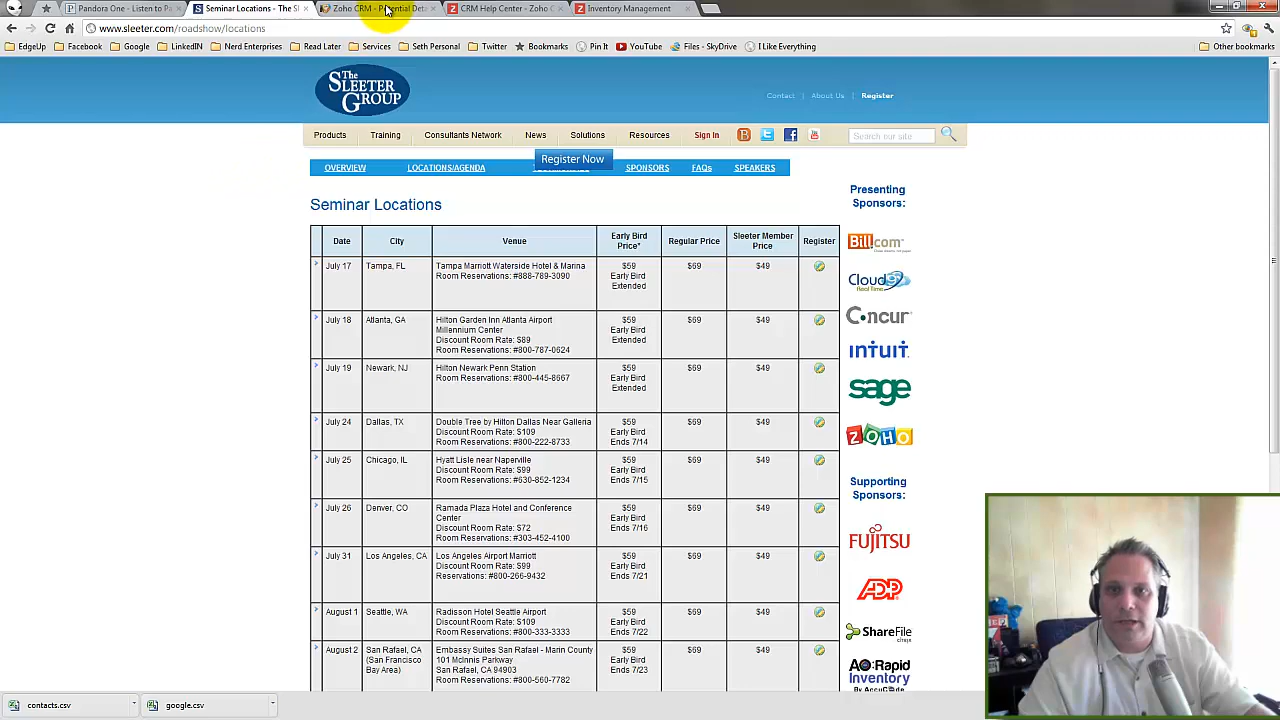 Pandora One - Listen to Pa
Seminar Locations - The S
Zoho CRM - Potential Deta
CRM Help Center - Zoho C
Inventory Management
www.sleeter.com/roadshow/locations
EdgeUp
Facebook
Google
LinkedIN
Nerd Enterprises
Read Later
Services
Seth Personal
Twitter
Bookmarks
Pin It
YouTube
Files - SkyDrive
I Like Everything
Other bookmarks
The
SLEETER
GROUP
Contact | About Us | Register
Products Training Consultants Network News Solutions Resources Sign In
Search our site
Register Now
OVERVIEW LOCATIONS/AGENDA SPONSORS FAQs SPEAKERS
Seminar Locations
Date City Venue Early Bird Price* Regular Price Sleeter Member Price Register
July 17 Tampa, FL Tampa Marriott Waterside Hotel & Marina $59 $69 $49
Room Reservations: #888-789-3090 Early Bird
Extended
July 18 Atlanta, GA Hilton Garden Inn Atlanta Airport $59 $69 $49
Millennium Center Early Bird
Discount Room Rate: $89 Extended
Room Reservations: #800-787-0624
July 19 Newark, NJ Hilton Newark Penn Station $59 $69 $49
Room Reservations: #800-445-8667 Early Bird
Extended
July 24 Dallas, TX Double Tree by Hilton Dallas Near Galleria $59 $69 $49
Discount Room Rate: $109 Early Bird
Room Reservations: #800-222-8733 Ends 7/14
July 25 Chicago, IL Hyatt Lisle near Naperville $59 $69 $49
Discount Room Rate: $99 Early Bird
Room Reservations: #630-852-1234 Ends 7/15
July 26 Denver, CO Ramada Plaza Hotel and Conference $59 $69 $49
Center Early Bird
Discount Room Rate: $72 Ends 7/16
Room Reservations: #303-452-4100
July 31 Los Angeles, CA Los Angeles Airport Marriott $59 $69 $49
Discount Room Rate: $99 Early Bird
Reservations: #800-266-9432 Ends 7/21
August 1 Seattle, WA Radisson Hotel Seattle Airport $59 $69 $49
Discount Room Rate: $109 Early Bird
Room Reservations: #800-333-3333 Ends 7/22
August 2 San Rafael, CA Embassy Suites San Rafael - Marin County $59 $69 $49
(San Francisco 101 McInnis Parkway Early Bird
Bay Area) San Rafael, CA 94903 Ends 7/23
Room Reservations: #800-560-7782
Presenting
Sponsors:
Bill.com
Cloud9
Real Time
Concur
intuit
sage
ZOHO
Supporting
Sponsors:
FUJITSU
ADP
ShareFile
citrix
AO:Rapid
Inventory
By AccuCode
contacts.csv
google.csv